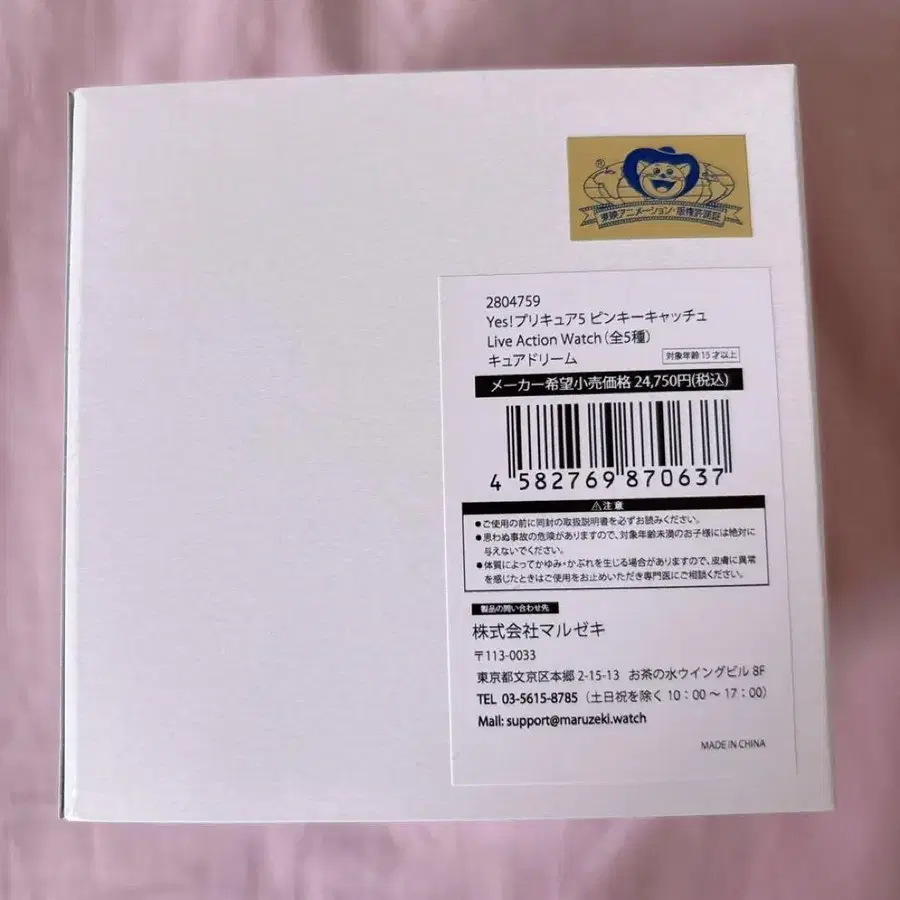 ®
東映アニメーション・版権許諾証
2804759
Yes!プリキュア5 ピンキーキャッチュ
Live Action Watch(全5種)
キュアドリーム
対象年齢15才以上
メーカー希望小売価格 24,750円(税込)
4 582769 870637
⚠注意
●ご使用の前に同封の取扱説明書を必ずお読みください。
●思わぬ事故の危険がありますので、対象年齢未満のお子様には絶対に
与えないでください。
●体質によってかゆみ・かぶれを生じる場合がありますので、皮膚に異常
を感じたときはご使用をお止めいただき専門医にご相談ください。
製品の問い合わせ先
株式会社マルゼキ
〒113-0033
東京都文京区本郷 2-15-13 お茶の水ウイングビル 8F
TEL 03-5615-8785 (土日祝を除く 10:00 〜 17:00)
Mail: support@maruzeki.watch
MADE IN CHINA